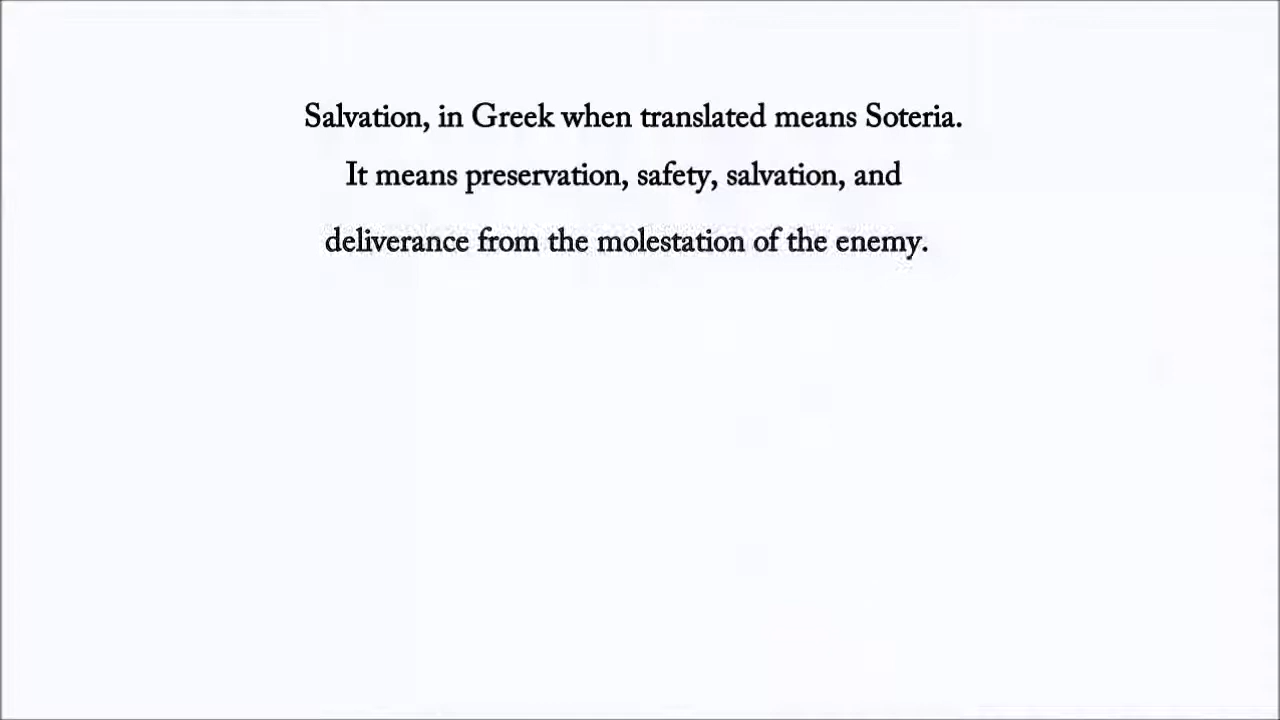 Salvation, in Greek when translated means Soteria.
It means preservation, safety, salvation, and
deliverance from the molestation of the enemy.